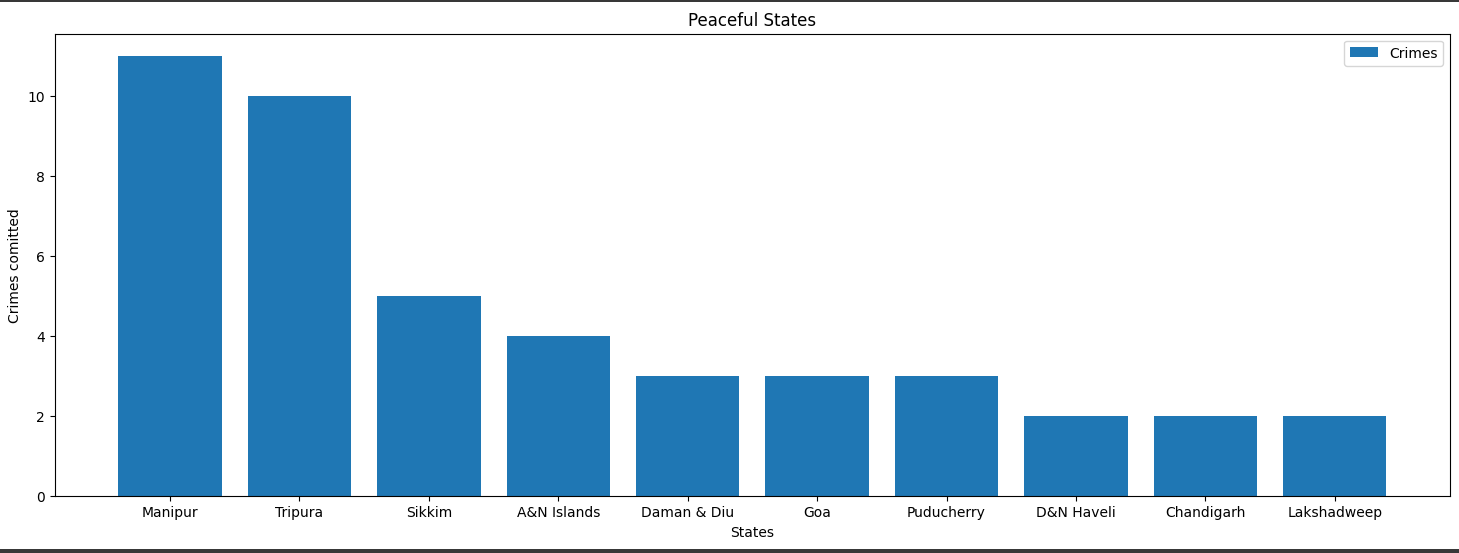 Peaceful States
Crimes
Crimes comitted
10
8
6
4
2
0
Manipur Tripura Sikkim A&N Islands Daman & Diu Goa Puducherry D&N Haveli Chandigarh Lakshadweep
States